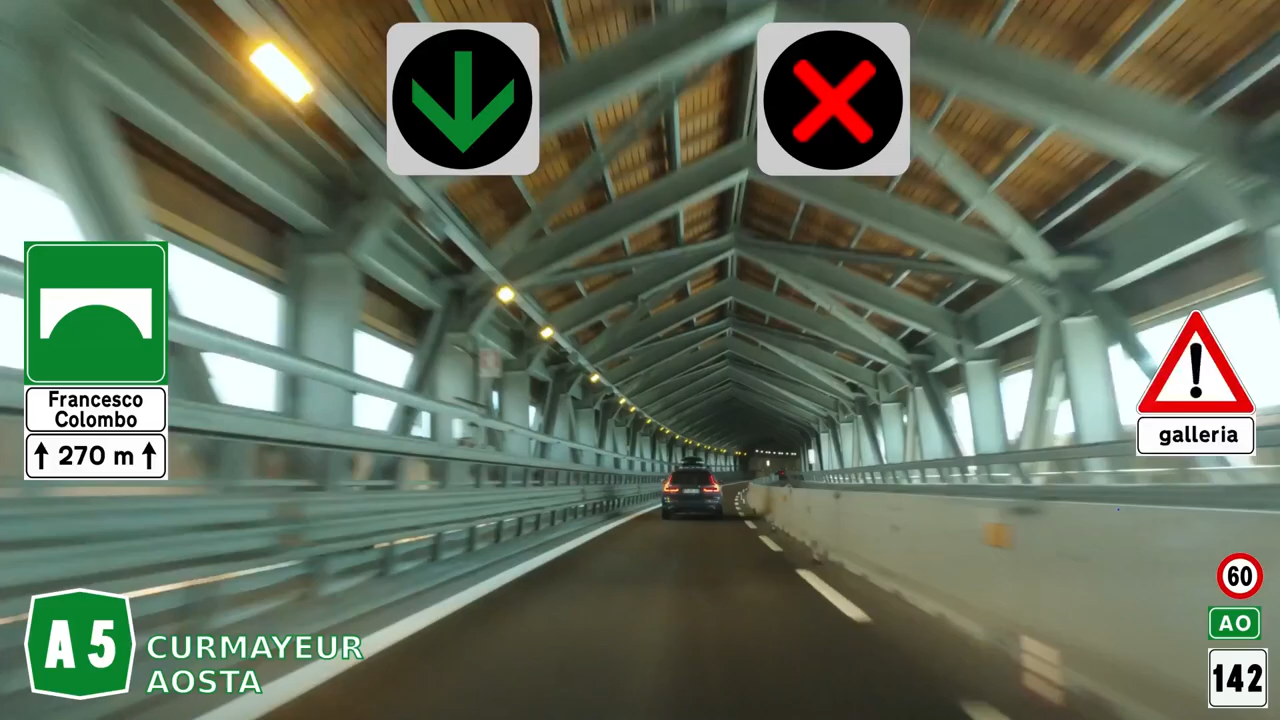 Francesco
Colombo
270 m
galleria
60
AO
142
A 5
CURMAYEUR
AOSTA